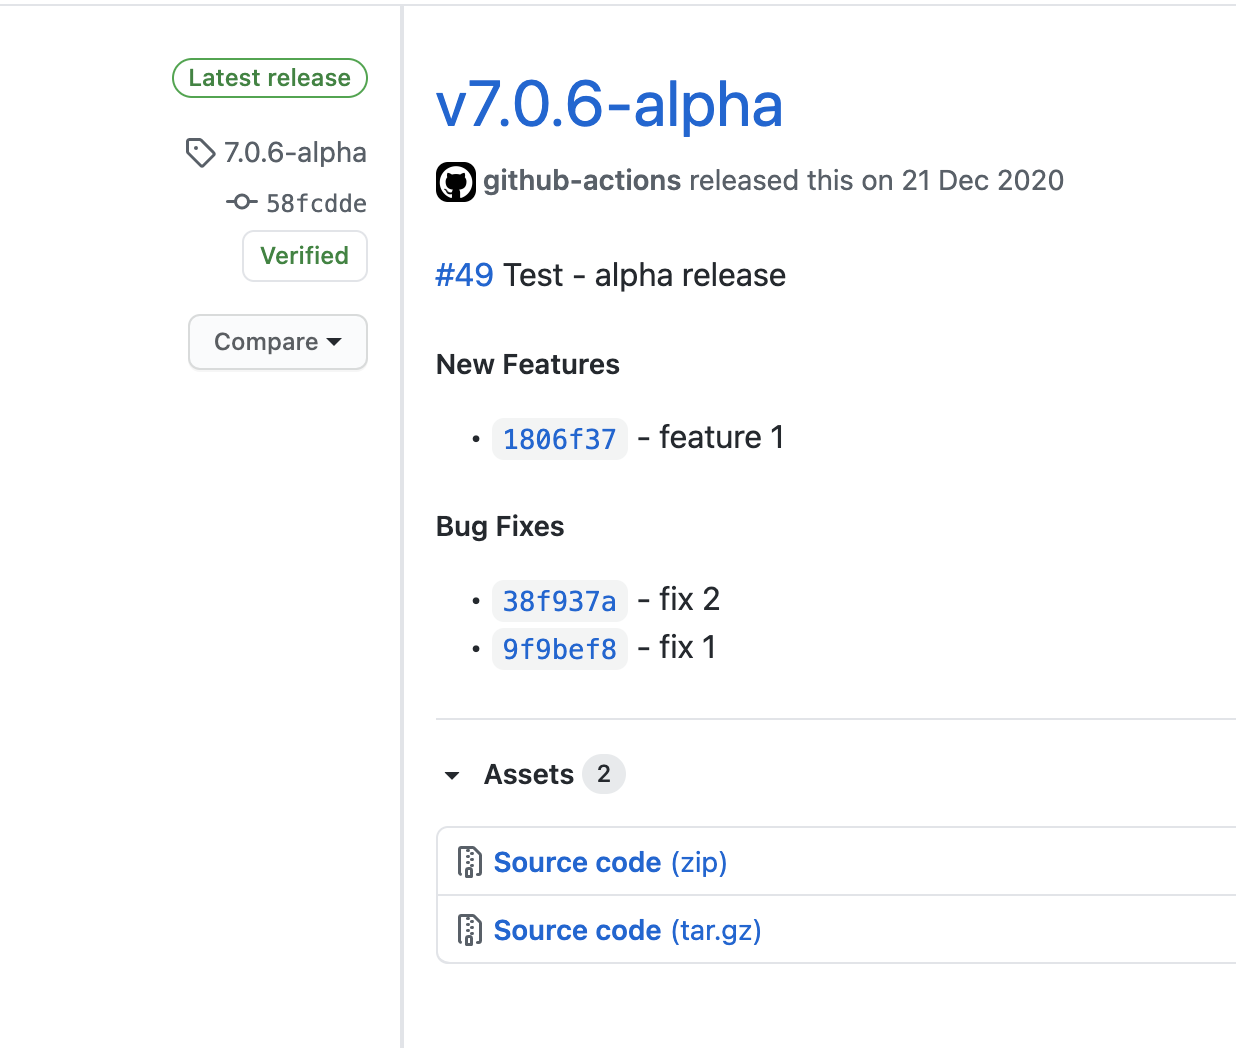 Latest release
7.0.6-alpha
58fcdde
Verified
Compare
v7.0.6-alpha
github-actions released this on 21 Dec 2020
#49 Test - alpha release
New Features
• 1806f37 - feature 1
Bug Fixes
• 38f937a - fix 2
• 9f9bef8 - fix 1
Assets 2
Source code (zip)
Source code (tar.gz)